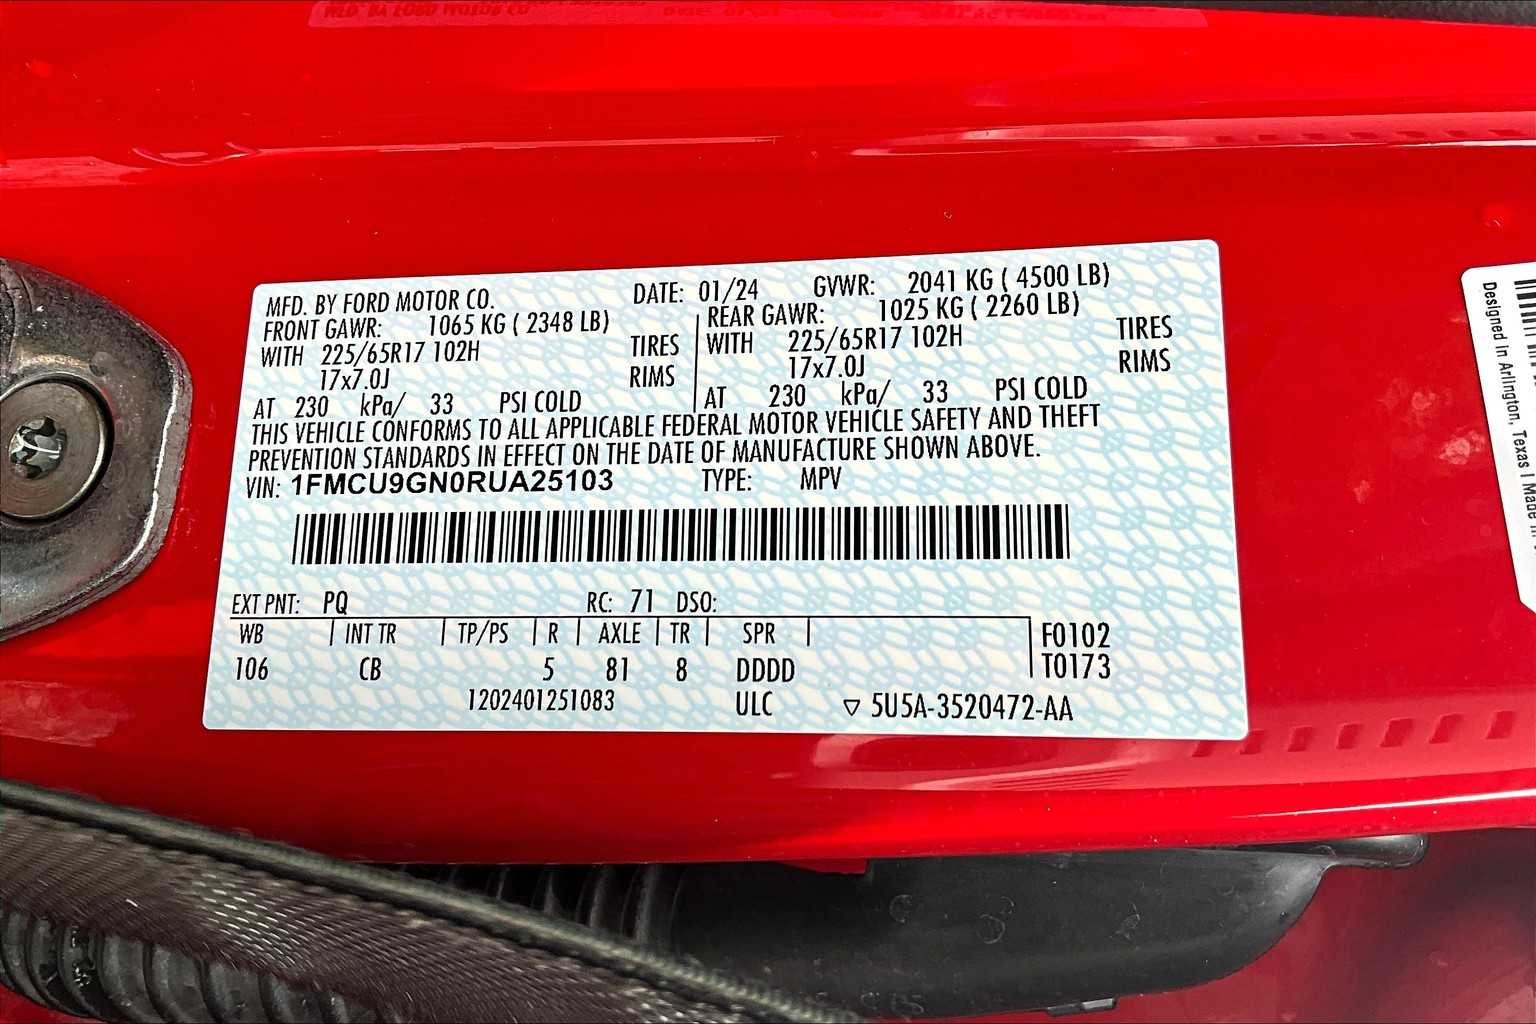 MFD. BY FORD MOTOR CO. DATE: 01/24 GVWR: 2041 KG ( 4500 LB)
FRONT GAWR: 1065 KG ( 2348 LB) REAR GAWR: 1025 KG ( 2260 LB)
WITH 225/65R17 102H TIRES WITH 225/65R17 102H TIRES
17x7.0J RIMS 17x7.0J RIMS
AT 230 kPa/ 33 PSI COLD AT 230 kPa/ 33 PSI COLD
THIS VEHICLE CONFORMS TO ALL APPLICABLE FEDERAL MOTOR VEHICLE SAFETY AND THEFT
PREVENTION STANDARDS IN EFFECT ON THE DATE OF MANUFACTURE SHOWN ABOVE.
VIN: 1FMCU9GN0RUA25103 TYPE: MPV
EXT PNT: PQ RC: 71 DSO:
WB INT TR TP/PS R AXLE TR SPR F0102
106 CB 5 81 8 DDDD T0173
1202401251083 ULC ▽ 5U5A-3520472-AA
Designed in Arlington, Texas | Made in